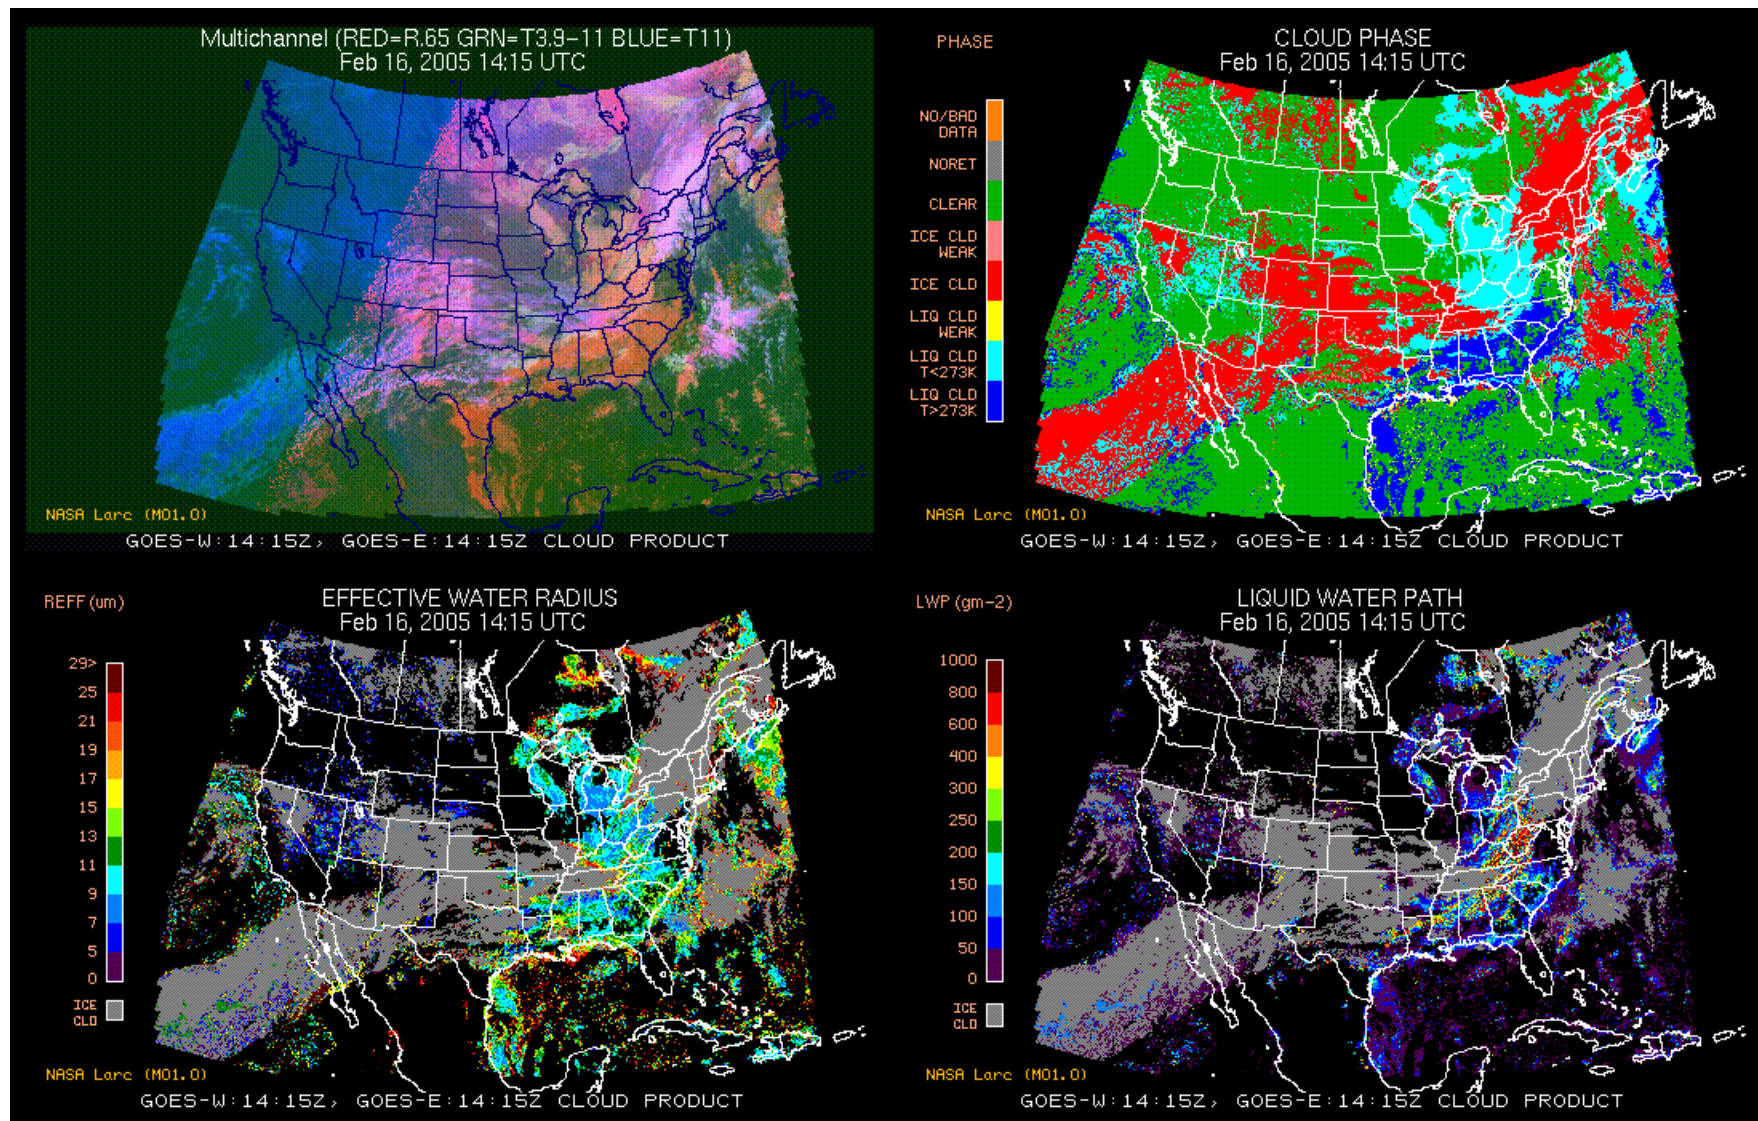 Multichannel (RED=R.65 GRN=T3.9-11 BLUE=T11)
Feb 16, 2005 14:15 UTC
NASA Larc (M01.0)
GOES-W:14:15Z, GOES-E:14:15Z CLOUD PRODUCT
PHASE
CLOUD PHASE
Feb 16, 2005 14:15 UTC
NO/BAD
DATA
NORET
CLEAR
ICE CLD
WEAK
ICE CLD
LIQ CLD
WEAK
LIQ CLD
T<273K
LIQ CLD
T>273K
NASA Larc (M01.0)
GOES-W:14:15Z, GOES-E:14:15Z CLOUD PRODUCT
REFF (um)
EFFECTIVE WATER RADIUS
Feb 16, 2005 14:15 UTC
29>
25
21
19
17
15
13
11
9
7
5
0
ICE
CLD
NASA Larc (M01.0)
GOES-W:14:15Z, GOES-E:14:15Z CLOUD PRODUCT
LWP (gm-2)
LIQUID WATER PATH
Feb 16, 2005 14:15 UTC
1000
800
600
400
300
250
200
150
100
50
0
ICE
CLD
NASA Larc (M01.0)
GOES-W:14:15Z, GOES-E:14:15Z CLOUD PRODUCT